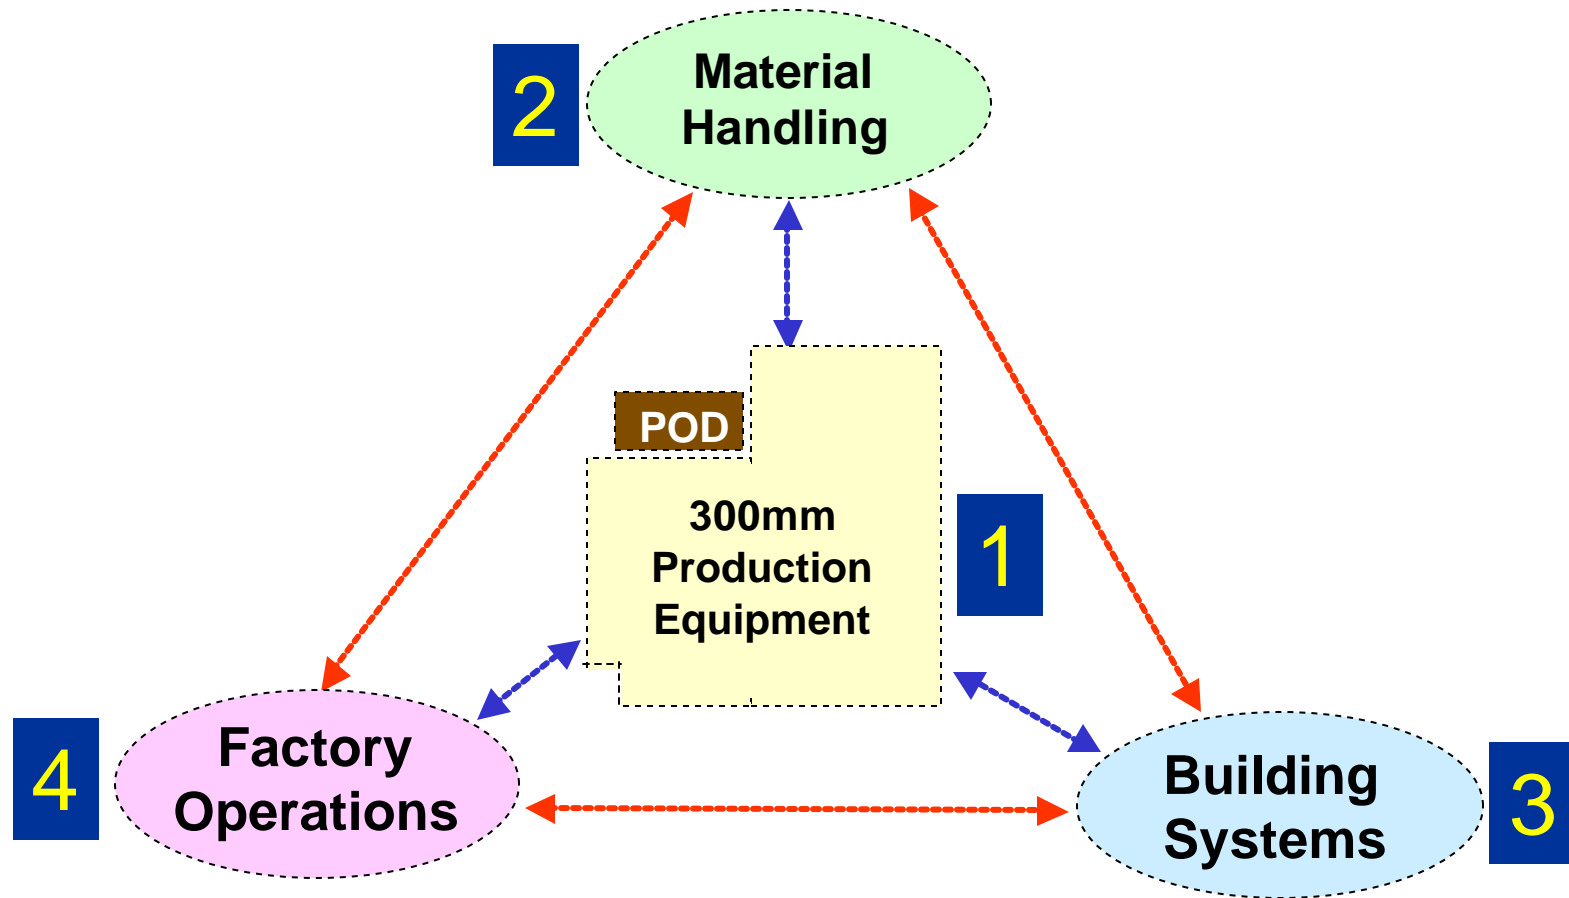 2
Material
Handling
POD
300mm
Production
Equipment
1
4
Factory
Operations
Building
Systems
3